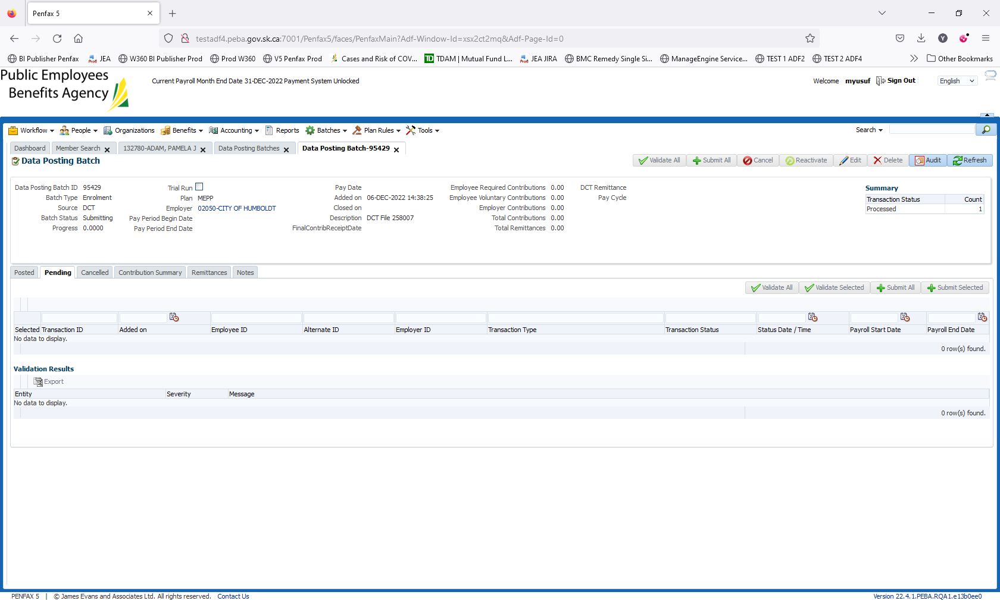 Penfax 5
testadf4.peba.gov.sk.ca:7001/Penfax5/faces/PenfaxMain?Adf-Window-Id=xsx2ct2mq&Adf-Page-Id=0
BI Publisher Penfax JEA W360 BI Publisher Prod Prod W360 V5 Penfax Prod Cases and Risk of COV... TDAM | Mutual Fund L... JEA JIRA BMC Remedy Single Si... ManageEngine Service... TEST 1 ADF2 TEST 2 ADF4 Other Bookmarks
Public Employees
Benefits Agency
Current Payroll Month End Date 31-DEC-2022 Payment System Unlocked
Welcome myusuf Sign Out English
Workflow People Organizations Benefits Accounting Reports Batches Plan Rules Tools Search
Dashboard Member Search 132780-ADAM, PAMELA J Data Posting Batches Data Posting Batch-95429
Data Posting Batch Validate All Submit All Cancel Reactivate Edit Delete Audit Refresh
Data Posting Batch ID 95429
Batch Type Enrolment
Source DCT
Batch Status Submitting
Progress 0.0000
Trial Run
Plan MEPP
Employer 02050-CITY OF HUMBOLDT
Pay Period Begin Date
Pay Period End Date
Pay Date
Added on 06-DEC-2022 14:38:25
Closed on
Description DCT File 258007
FinalContribReceiptDate
Employee Required Contributions 0.00
Employee Voluntary Contributions 0.00
Employer Contributions 0.00
Total Contributions 0.00
Total Remittances 0.00
DCT Remittance
Pay Cycle
Summary
Transaction Status Count
Processed 1
Posted Pending Cancelled Contribution Summary Remittances Notes
Validate All Validate Selected Submit All Submit Selected
Selected Transaction ID Added on Employee ID Alternate ID Employer ID Transaction Type Transaction Status Status Date / Time Payroll Start Date Payroll End Date
No data to display.
0 row(s) found.
Validation Results
Export
Entity Severity Message
No data to display.
0 row(s) found.
PENFAX 5 | © James Evans and Associates Ltd. All rights reserved. Contact Us Version 22.4.1.PEBA.RQA1.e13b0ee0